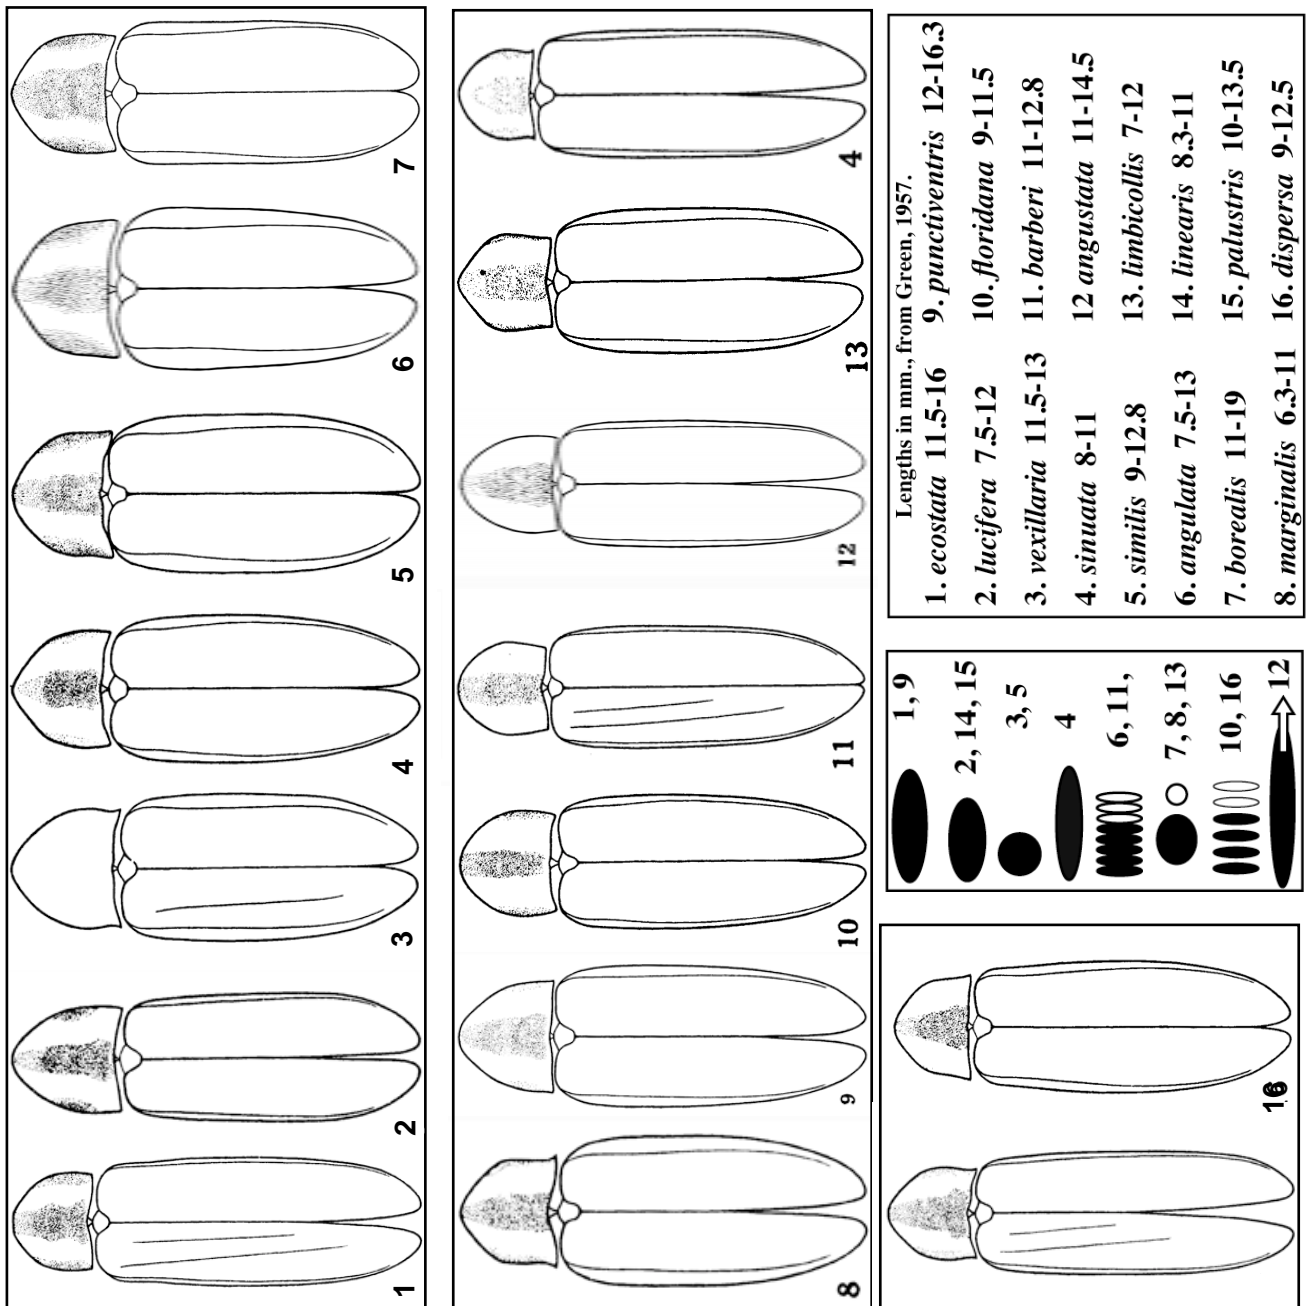 1
2
3
4
5
6
7
8
9
10
11
12
13
4
16
1, 9
2, 14, 15
3, 5
4
6, 11,
7, 8, 13
10, 16
12
Lengths in mm., from Green, 1957.
1. ecostata 11.5-16
2. lucifera 7.5-12
3. vexillaria 11.5-13
4. sinuata 8-11
5. similis 9-12.8
6. angulata 7.5-13
7. borealis 11-19
8. marginalis 6.3-11
9. punctiventris 12-16.3
10. floridana 9-11.5
11. barberi 11-12.8
12 angustata 11-14.5
13. limbicollis 7-12
14. linearis 8.3-11
15. palustris 10-13.5
16. dispersa 9-12.5